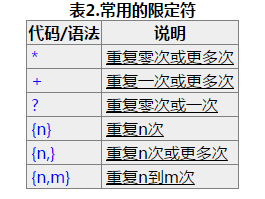 表2.常用的限定符
代码/语法 说明
* 重复零次或更多次
+ 重复一次或更多次
? 重复零次或一次
{n} 重复n次
{n,} 重复n次或更多次
{n,m} 重复n到m次